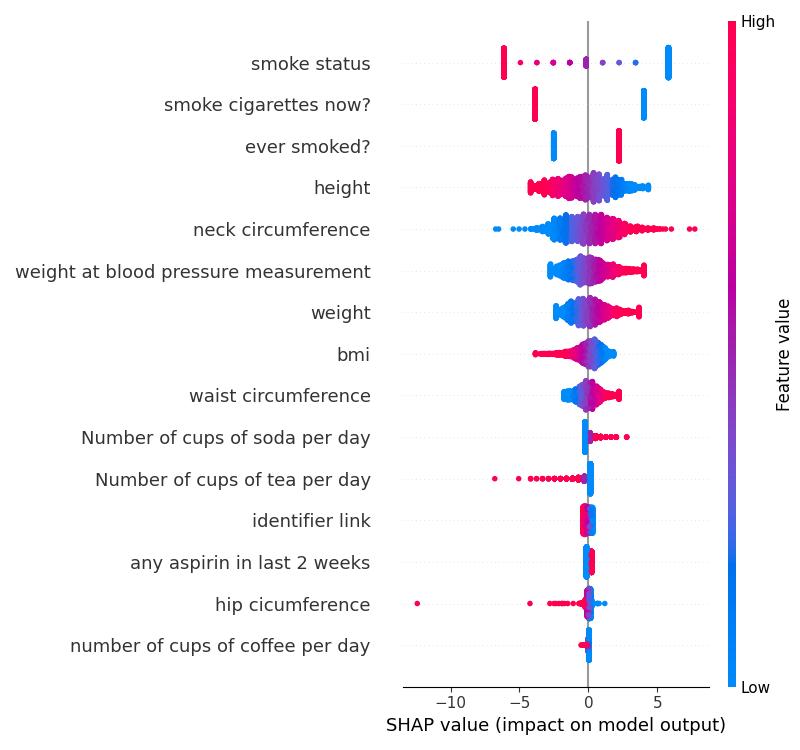 High
smoke status
smoke cigarettes now?
ever smoked?
height
neck circumference
weight at blood pressure measurement
weight
bmi
waist circumference
Number of cups of soda per day
Number of cups of tea per day
identifier link
any aspirin in last 2 weeks
hip cicumference
number of cups of coffee per day
Feature value
Low
−10 −5 0 5
SHAP value (impact on model output)